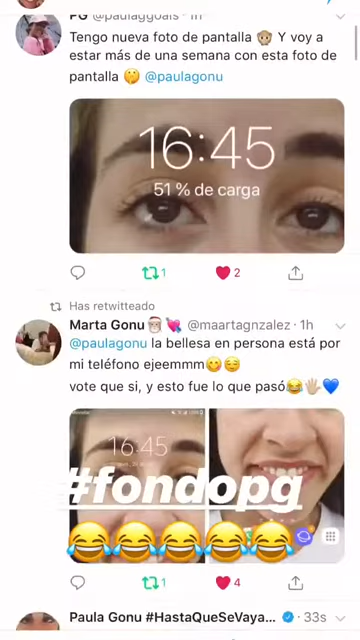 PG @paulaggoals · 1h
Tengo nueva foto de pantalla 🙊 Y voy a
estar más de una semana con esta foto de
pantalla 🤭 @paulagonu
16:45
51 % de carga
1
2
Has retwitteado
Marta Gonu🎅🏻💘 @maartagnzalez · 1h
@paulagonu la bellesa en persona está por
mi teléfono ejeemmm😋😌
vote que si, y esto fue lo que pasó😂🖐🏼💙
16:45
#fondopg
😂😂😂😂😂
1
4
Paula Gonu #HastaQueSeVaya... · 33s